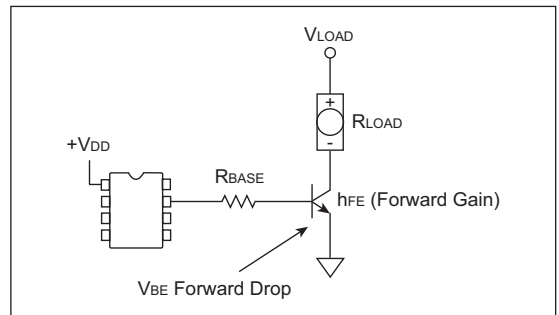 VLOAD
+
RLOAD
-
+VDD
RBASE
hFE (Forward Gain)
VBE Forward Drop